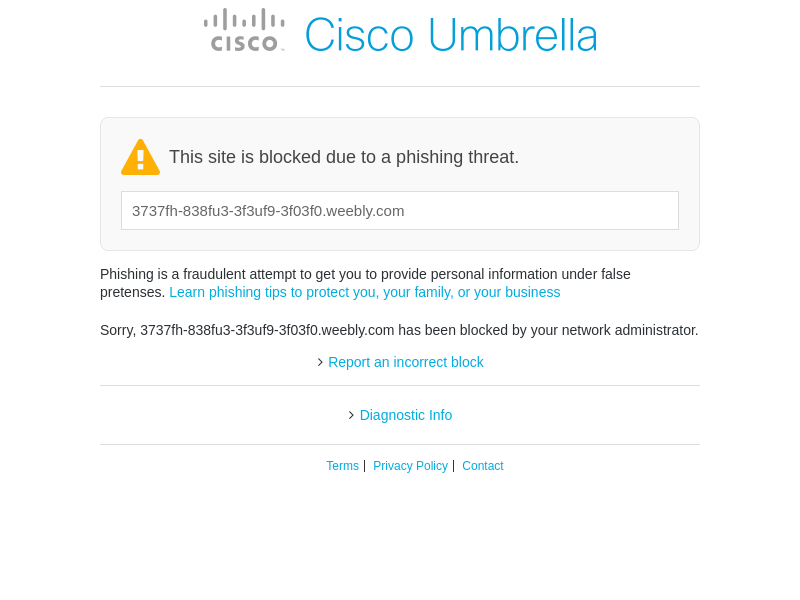 CISCO
Cisco Umbrella
This site is blocked due to a phishing threat.
3737fh-838fu3-3f3uf9-3f03f0.weebly.com
Phishing is a fraudulent attempt to get you to provide personal information under false
pretenses. Learn phishing tips to protect you, your family, or your business
Sorry, 3737fh-838fu3-3f3uf9-3f03f0.weebly.com has been blocked by your network administrator.
> Report an incorrect block
> Diagnostic Info
Terms | Privacy Policy | Contact